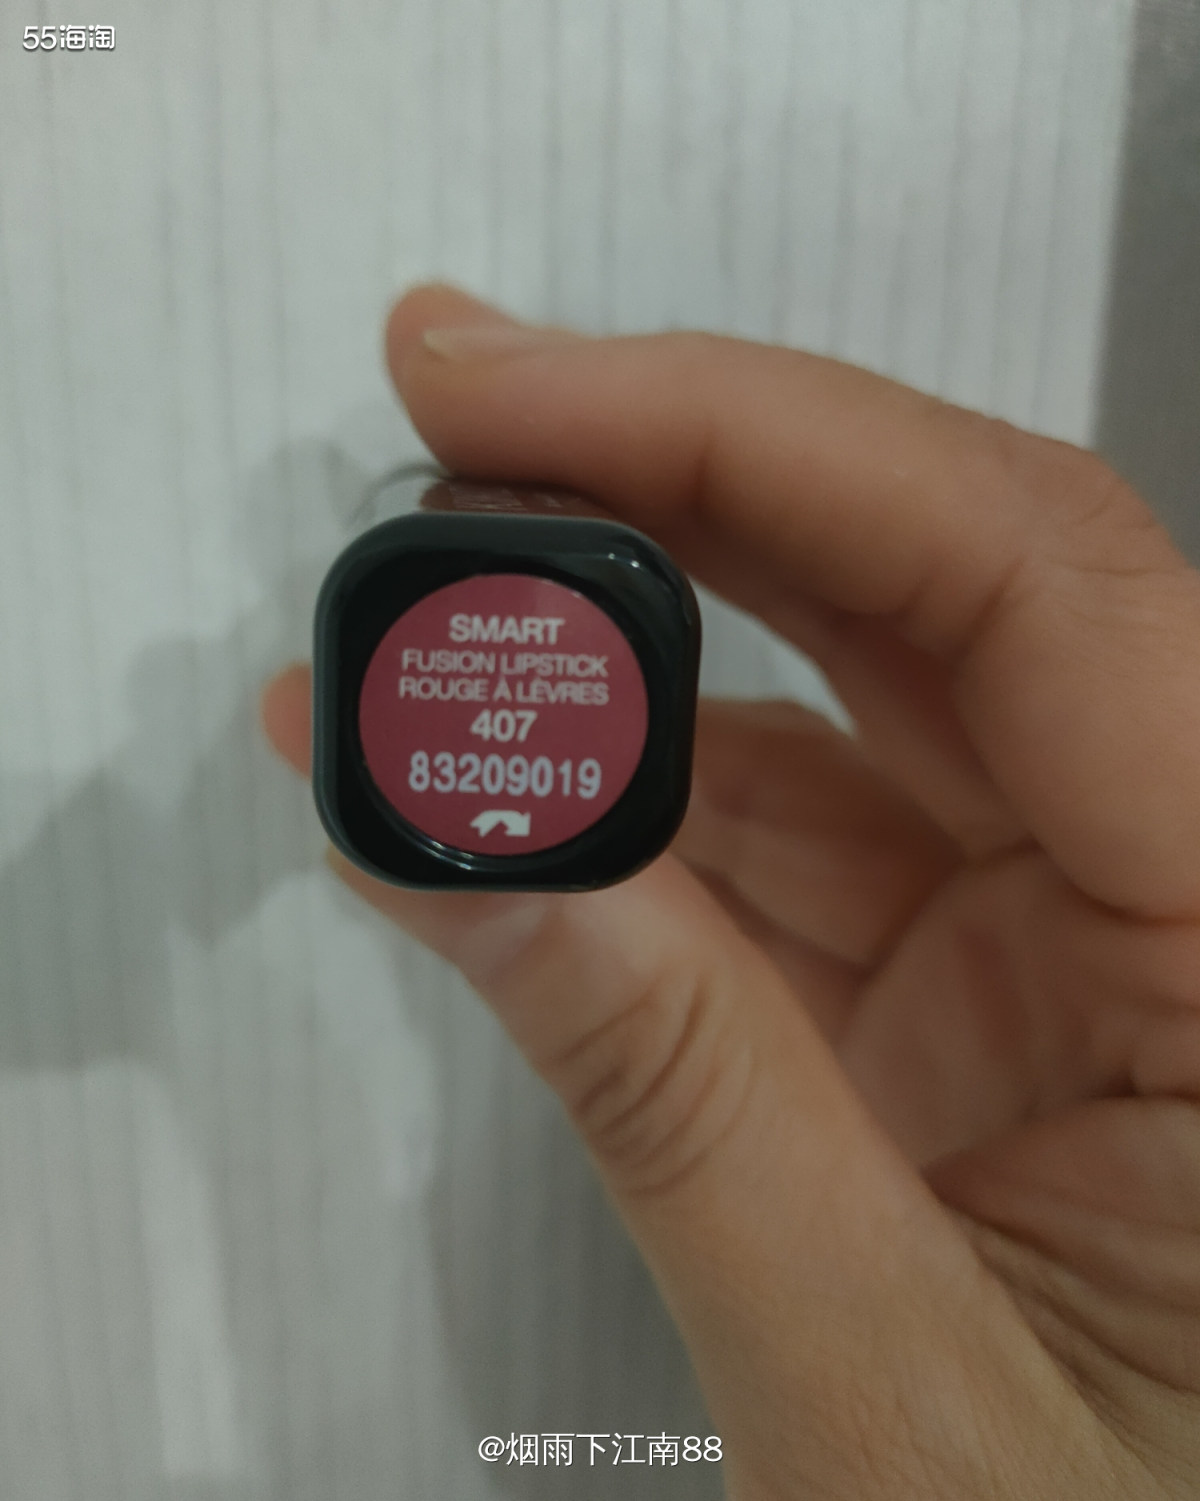 55海淘
SMART
FUSION LIPSTICK
ROUGE À LÈVRES
407
83209019
@烟雨下江南88